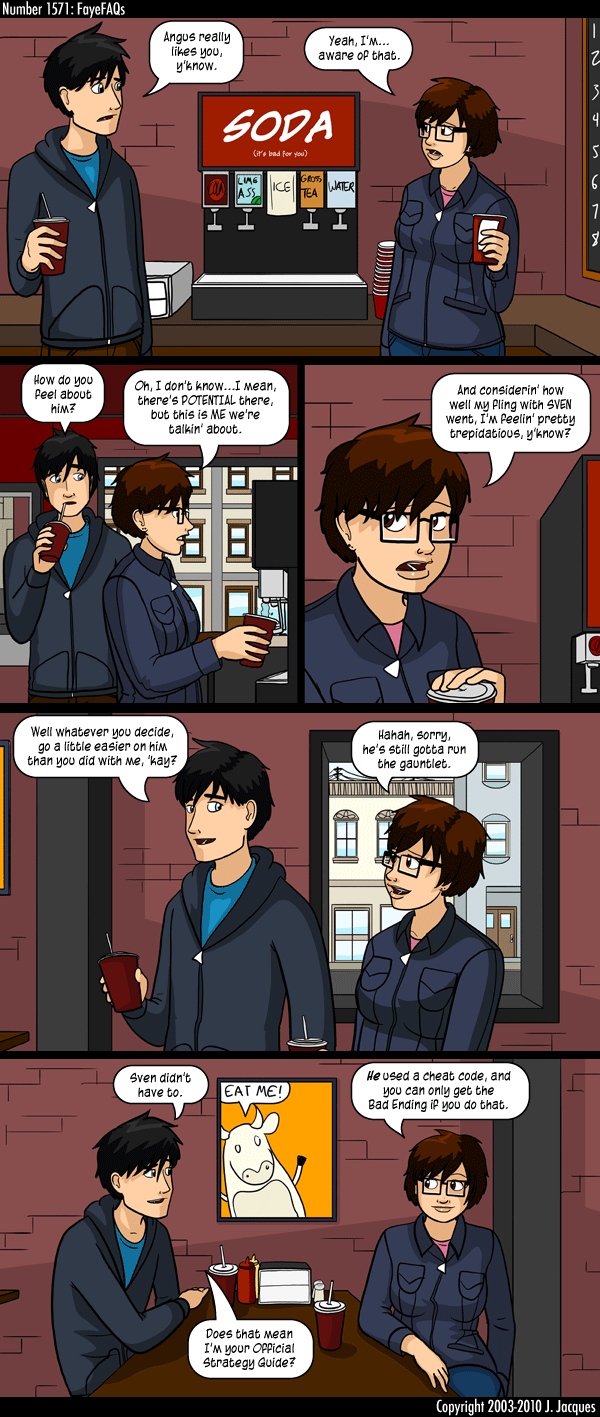 Number 1571: FayeFAQs
Angus really
likes you,
y'know.
Yeah, I'm...
aware of that.
SODA
(it's bad for you)
LIME
ASS
ICE
GROSS
TEA
WATER
1
2
3
4
5
6
7
8
How do you
feel about
him?
Oh, I don't know...I mean,
there's POTENTIAL there,
but this is ME we're
talkin' about.
And considerin' how
well my fling with SVEN
went, I'm feelin' pretty
trepidatious, y'know?
Well whatever you decide,
go a little easier on him
than you did with me, 'kay?
Hahah, sorry,
he's still gotta run
the gauntlet.
Sven didn't
have to.
EAT ME!
He used a cheat code, and
you can only get the
Bad Ending if you do that.
Does that mean
I'm your Official
Strategy Guide?
Copyright 2003-2010 J. Jacques